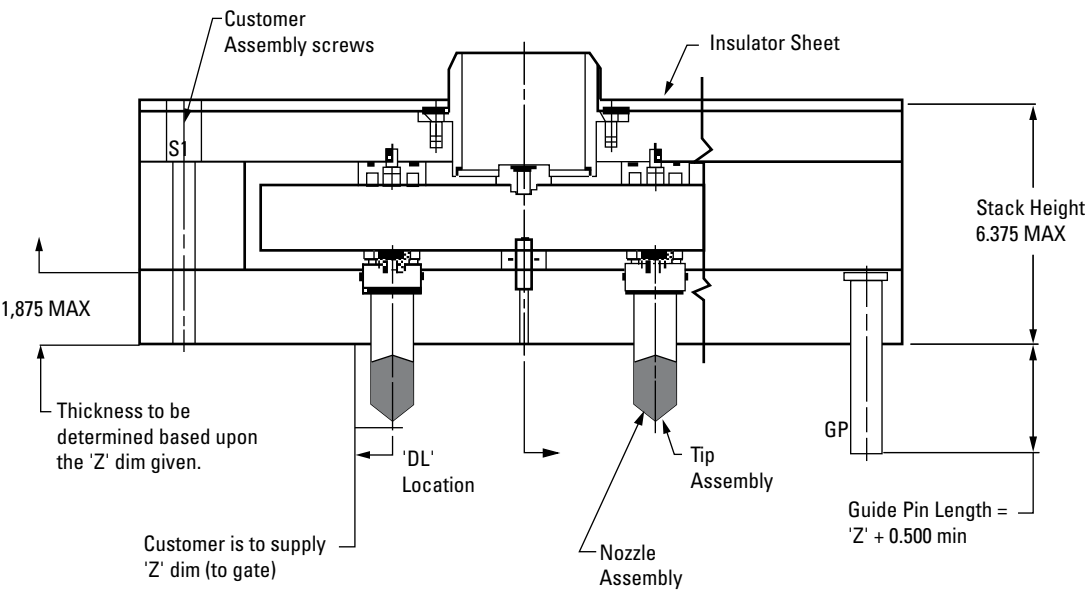 Customer
Assembly screws
Insulator Sheet
S1
Stack Height
6.375 MAX
1,875 MAX
Thickness to be
determined based upon
the 'Z' dim given.
'DL'
Location
GP
Tip
Assembly
Guide Pin Length =
'Z' + 0.500 min
Customer is to supply
'Z' dim (to gate)
Nozzle
Assembly